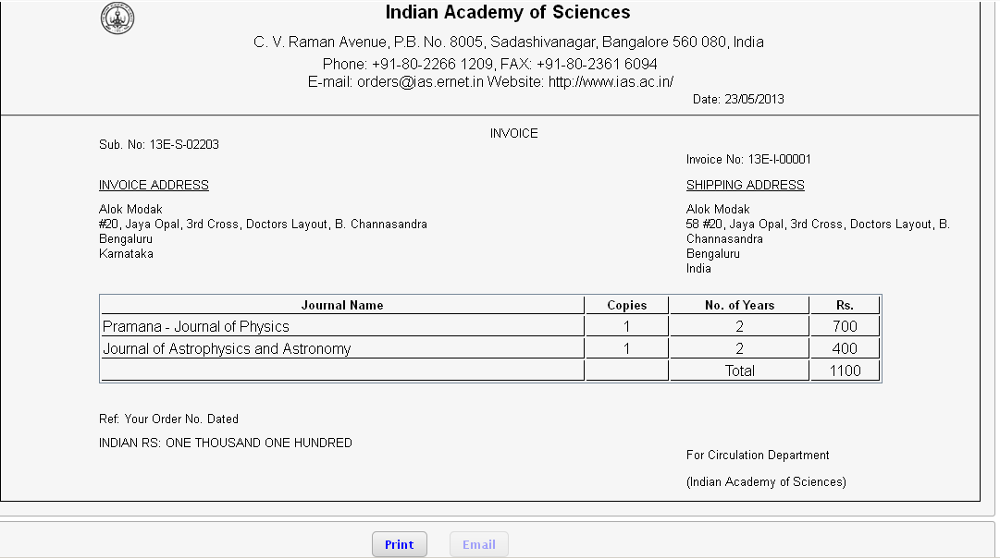 Indian Academy of Sciences
C. V. Raman Avenue, P.B. No. 8005, Sadashivanagar, Bangalore 560 080, India
Phone: +91-80-2266 1209, FAX: +91-80-2361 6094
E-mail: orders@ias.ernet.in Website: http://www.ias.ac.in/
Date: 23/05/2013
INVOICE
Sub. No: 13E-S-02203
Invoice No: 13E-I-00001
INVOICE ADDRESS
Alok Modak
#20, Jaya Opal, 3rd Cross, Doctors Layout, B. Channasandra
Bengaluru
Karnataka
SHIPPING ADDRESS
Alok Modak
58 #20, Jaya Opal, 3rd Cross, Doctors Layout, B.
Channasandra
Bengaluru
India
Journal Name Copies No. of Years Rs.
Pramana - Journal of Physics 1 2 700
Journal of Astrophysics and Astronomy 1 2 400
Total 1100
Ref: Your Order No. Dated
INDIAN RS: ONE THOUSAND ONE HUNDRED
For Circulation Department
(Indian Academy of Sciences)
Print Email